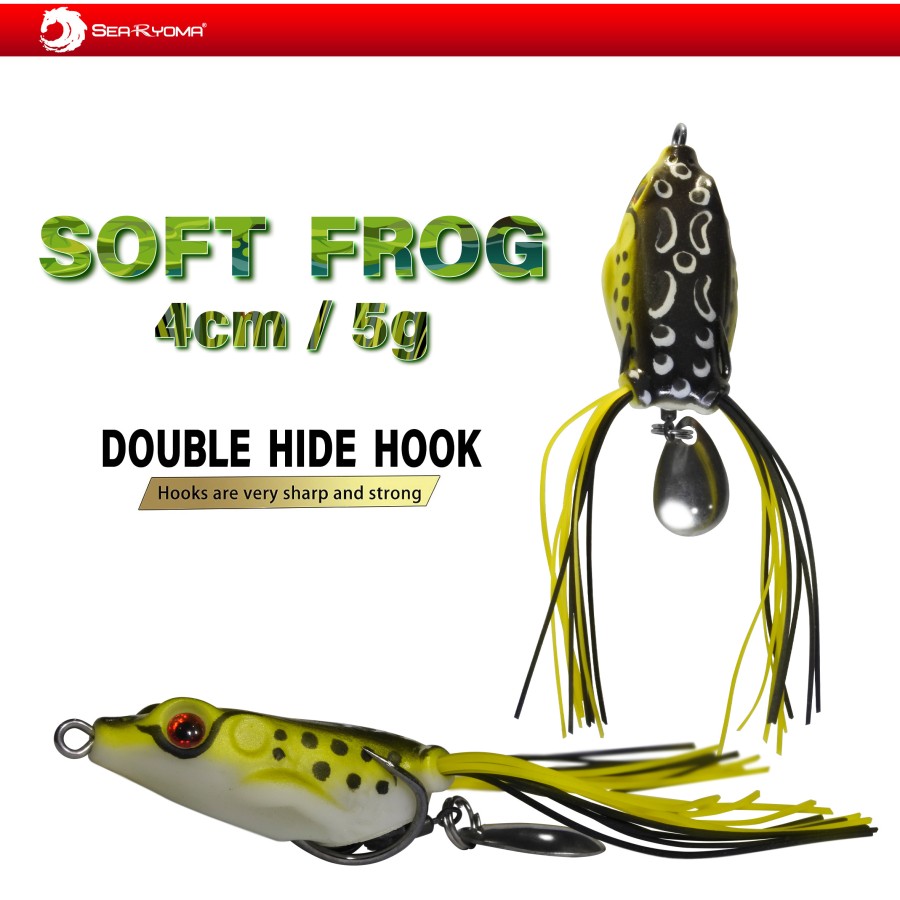 SEA-RYOMA®
SOFT FROG
4cm / 5g
DOUBLE HIDE HOOK
Hooks are very sharp and strong